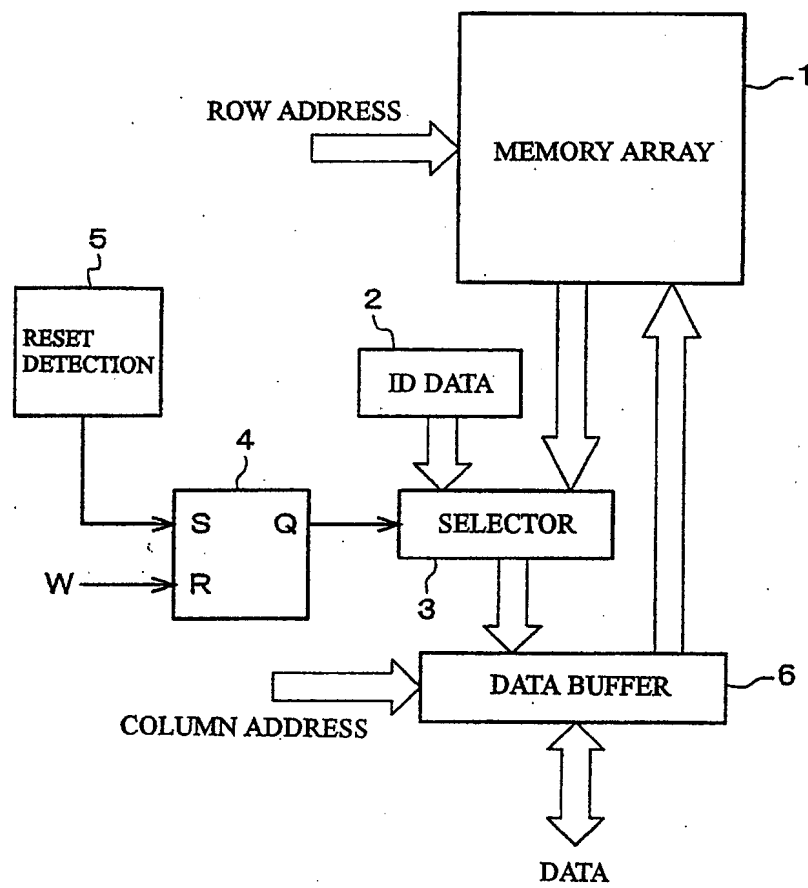 1
ROW ADDRESS
MEMORY ARRAY
5
RESET
DETECTION
2
ID DATA
4
S
Q
SELECTOR
W
R
3
DATA BUFFER
6
COLUMN ADDRESS
DATA